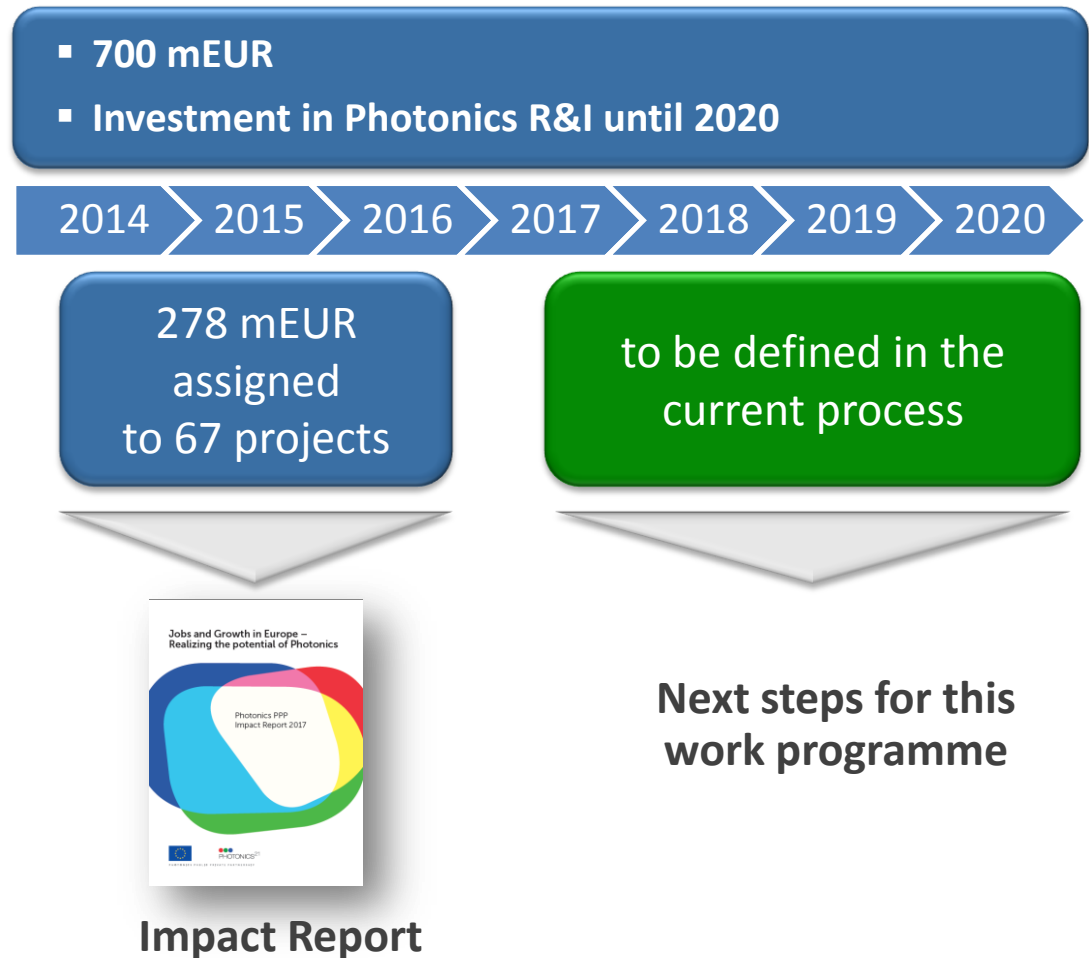 ▪ 700 mEUR
▪ Investment in Photonics R&I until 2020
2014 2015 2016 2017 2018 2019 2020
278 mEUR
assigned
to 67 projects
to be defined in the
current process
Jobs and Growth in Europe –
Realizing the potential of Photonics
Photonics PPP
Impact Report 2017
PHOTONICS
Next steps for this
work programme
Impact Report